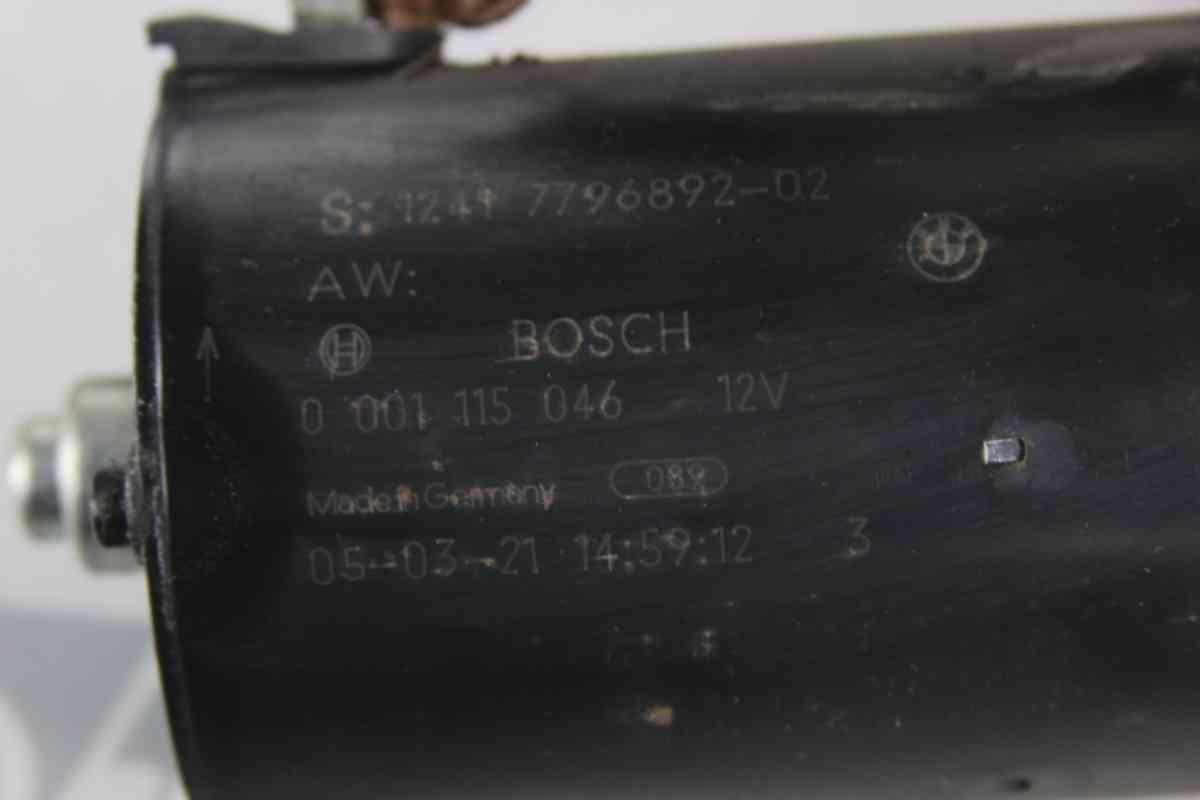 S: 1241 7796892-02
AW:
BOSCH
0 001 115 046 12V
Made in Germany 089
05-03-21 14:59:12 3